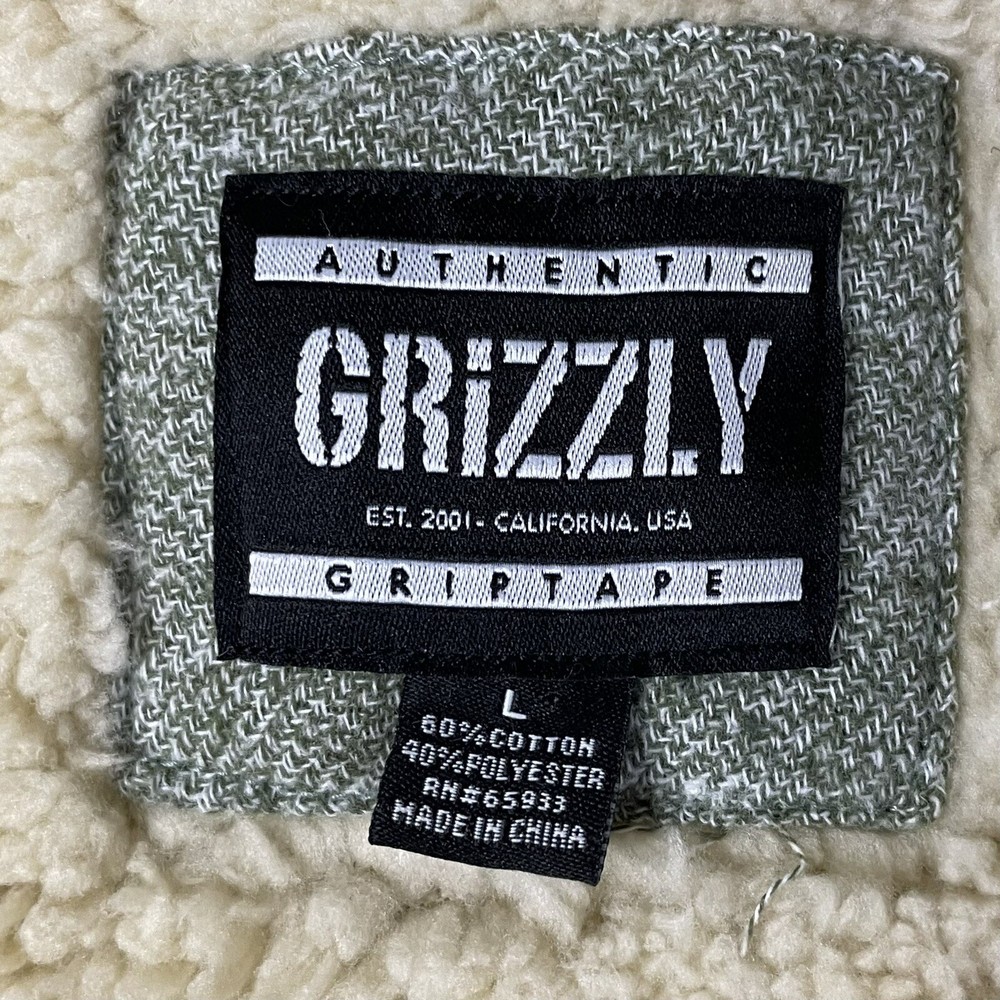 AUTHENTIC
GRiZZLY
EST. 2001 - CALIFORNIA, USA
GRIPTAPE
L
60%COTTON
40%POLYESTER
RN#65933
MADE IN CHINA